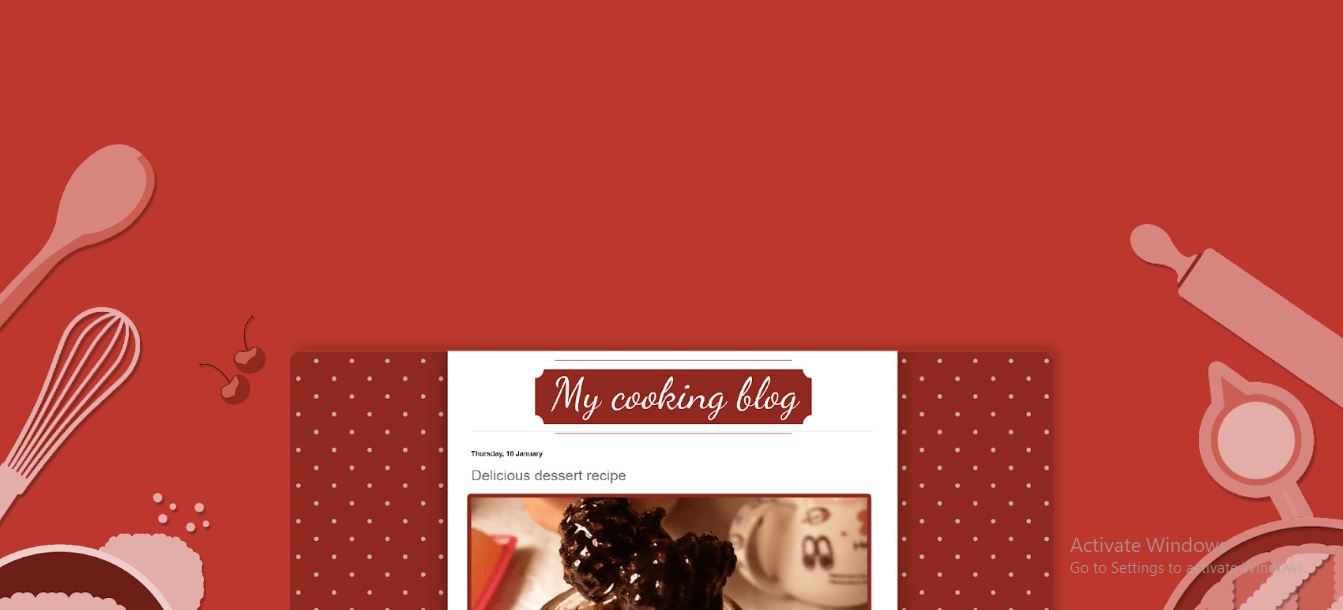 My cooking blog
Thursday, 16 January
Delicious dessert recipe
Activate Windows
Go to Settings to activate Windows.